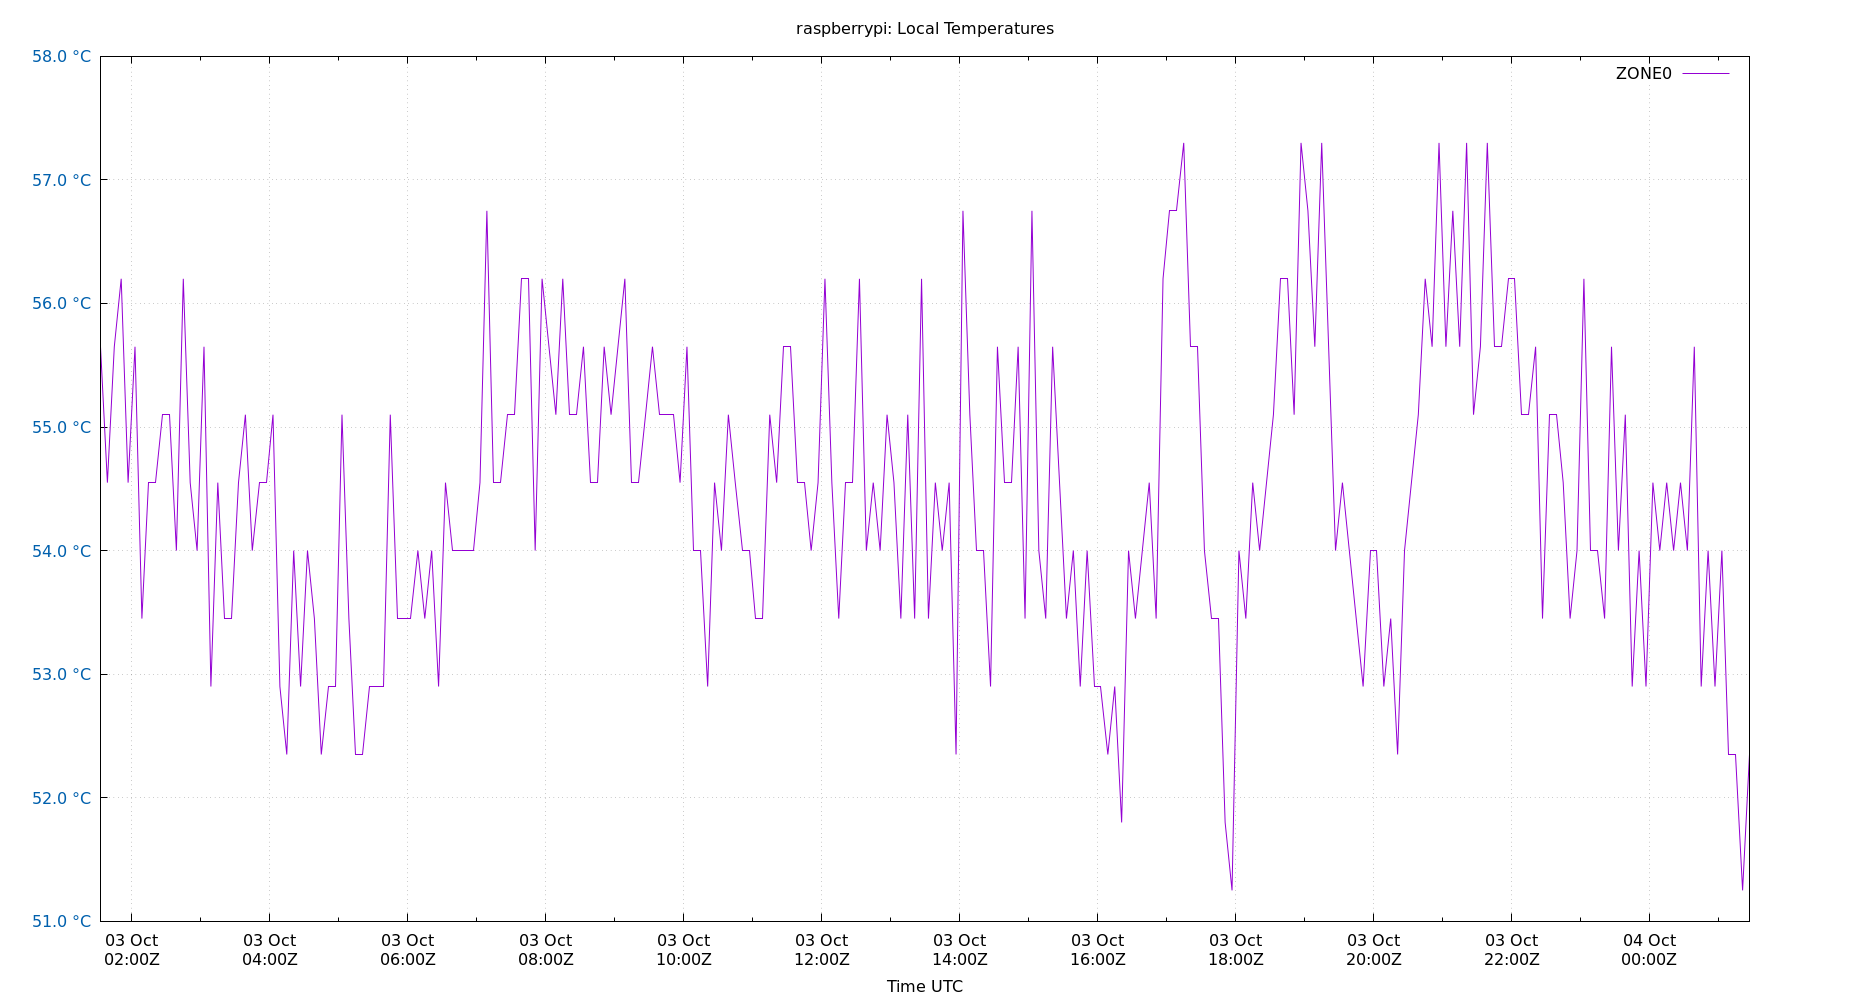 raspberrypi: Local Temperatures
58.0 °C
ZONE0
57.0 °C
56.0 °C
55.0 °C
54.0 °C
53.0 °C
52.0 °C
51.0 °C
03 Oct 03 Oct 03 Oct 03 Oct 03 Oct 03 Oct 03 Oct 03 Oct 03 Oct 03 Oct 03 Oct 04 Oct
02:00Z 04:00Z 06:00Z 08:00Z 10:00Z 12:00Z 14:00Z 16:00Z 18:00Z 20:00Z 22:00Z 00:00Z
Time UTC